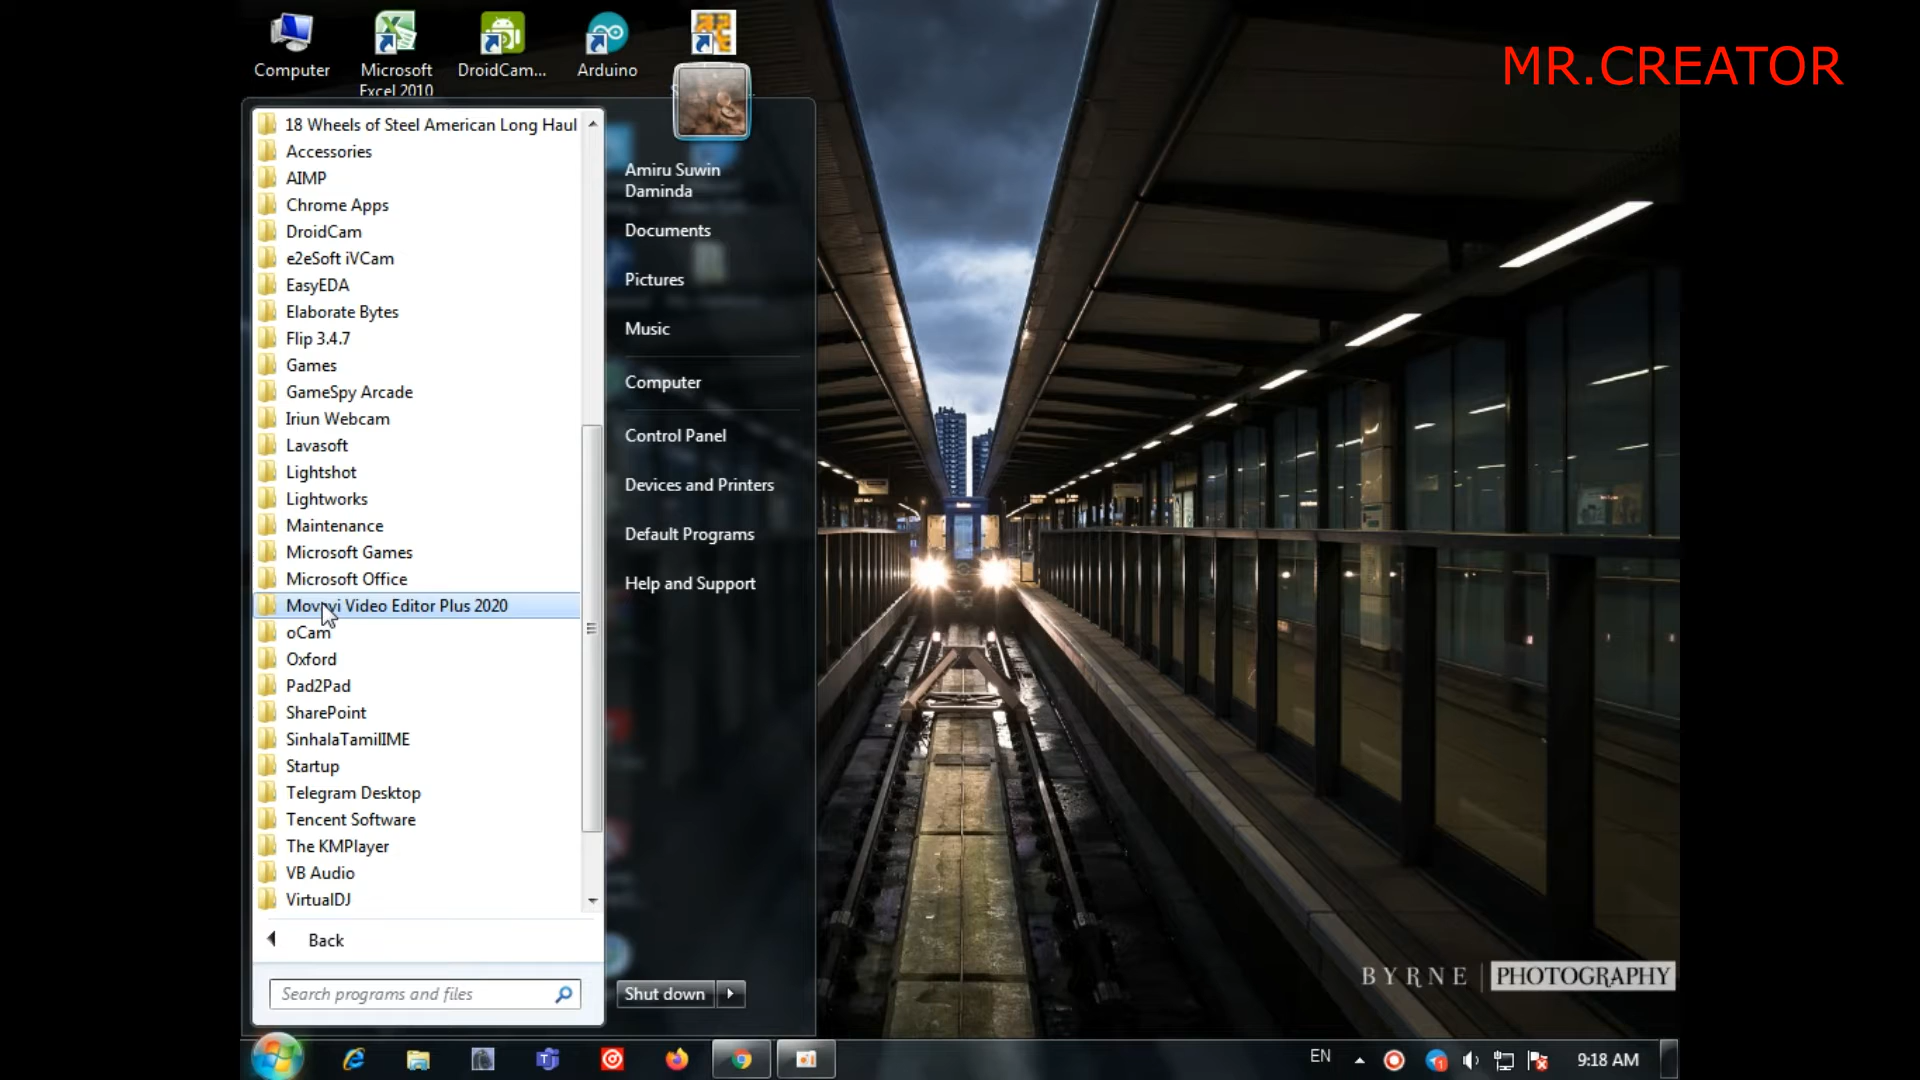 Computer
Microsoft
Excel 2010
DroidCam...
Arduino
MR.CREATOR
18 Wheels of Steel American Long Haul
Accessories
AIMP
Chrome Apps
DroidCam
e2eSoft iVCam
EasyEDA
Elaborate Bytes
Flip 3.4.7
Games
GameSpy Arcade
Iriun Webcam
Lavasoft
Lightshot
Lightworks
Maintenance
Microsoft Games
Microsoft Office
Movavi Video Editor Plus 2020
oCam
Oxford
Pad2Pad
SharePoint
SinhalaTamilIME
Startup
Telegram Desktop
Tencent Software
The KMPlayer
VB Audio
VirtualDJ
Back
Search programs and files
Amiru Suwin
Daminda
Documents
Pictures
Music
Computer
Control Panel
Devices and Printers
Default Programs
Help and Support
Shut down
BYRNE | PHOTOGRAPHY
EN
9:18 AM